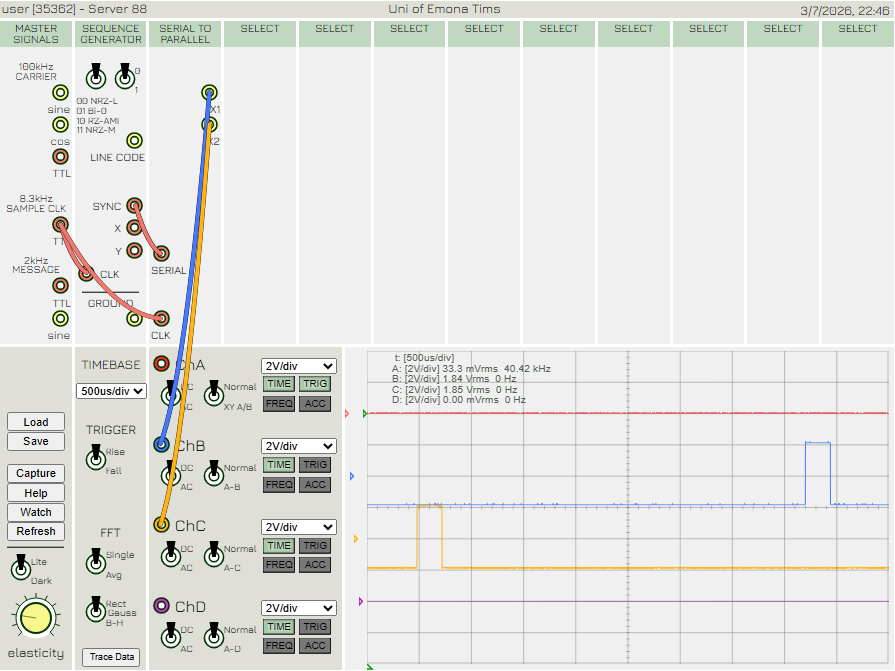 user [35362] - Server 88
Uni of Emona Tims
3/7/2026, 22:46
MASTER SIGNALS
SEQUENCE GENERATOR
SERIAL TO PARALLEL
SELECT
SELECT
SELECT
SELECT
SELECT
SELECT
SELECT
SELECT
SELECT
100kHz
CARRIER
sine
cos
TTL
8.3kHz
SAMPLE CLK
2kHz
MESSAGE
TTL
sine
0
1
00 NRZ-L
01 BI-O
10 RZ-AMI
11 NRZ-M
LINE CODE
SYNC
X
Y
CLK
GROUND
X1
X2
SERIAL
CLK
Load
Save
Capture
Help
Watch
Refresh
Lite
Dark
elasticity
TIMEBASE
500us/div
TRIGGER
Rise
Fall
FFT
Single
Avg
Rect
Gauss
B-H
Trace Data
ChA
2V/div
DC
AC
Normal
XY A/B
TIME
TRIG
FREQ
ACC
ChB
2V/div
DC
AC
Normal
A-B
TIME
TRIG
FREQ
ACC
ChC
2V/div
DC
AC
Normal
A-C
TIME
TRIG
FREQ
ACC
ChD
2V/div
DC
AC
Normal
A-D
TIME
TRIG
FREQ
ACC
t: [500us/div]
A: [2V/div] 33.3 mVrms 40.42 kHz
B: [2V/div] 1.84 Vrms 0 Hz
C: [2V/div] 1.85 Vrms 0 Hz
D: [2V/div] 0.00 mVrms 0 Hz